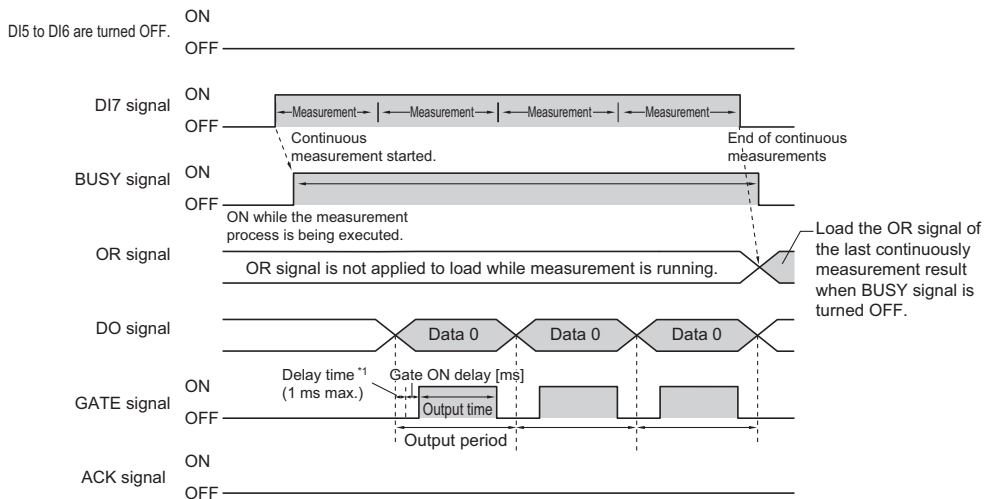 DI5 to DI6 are turned OFF.
ON
OFF
DI7 signal
ON
OFF
Measurement
Measurement
Measurement
Measurement
Continuous
measurement started.
End of continuous
measurements
BUSY signal
ON
OFF
ON while the measurement
process is being executed.
OR signal
OR signal is not applied to load while measurement is running.
Load the OR signal of
the last continuously
measurement result
when BUSY signal is
turned OFF.
DO signal
Data 0
Data 0
Data 0
Delay time *1
(1 ms max.)
Gate ON delay [ms]
GATE signal
ON
OFF
Output time
Output period
ACK signal
ON
OFF